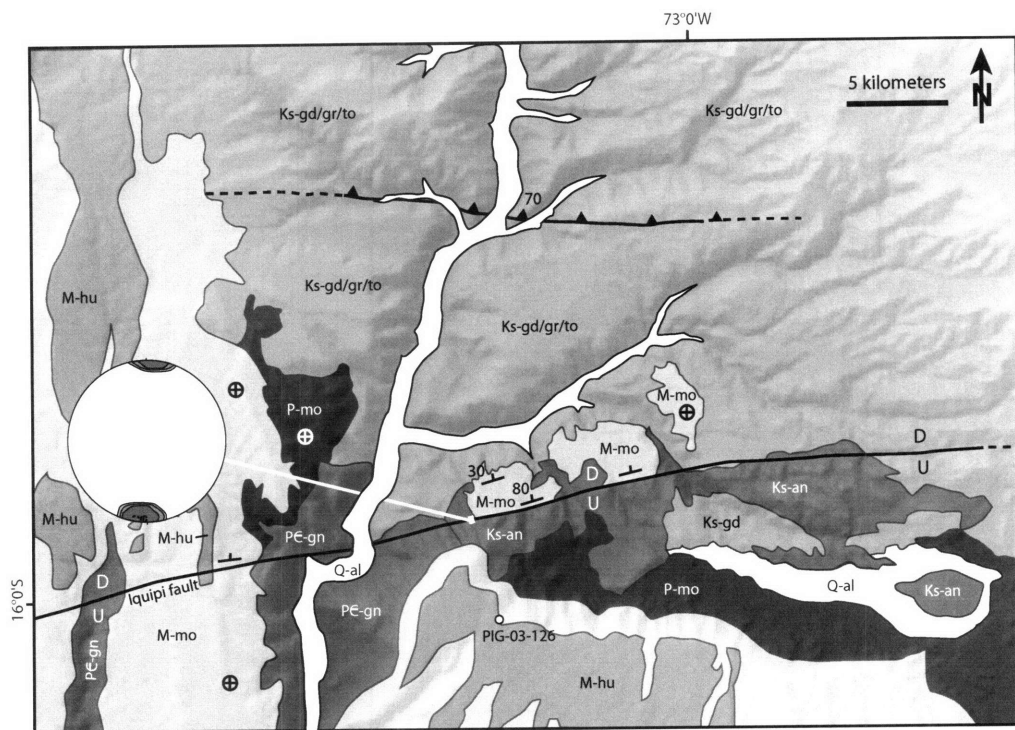 73°0'W
5 kilometers
N
Ks-gd/gr/to
Ks-gd/gr/to
70
M-hu
Ks-gd/gr/to
Ks-gd/gr/to
M-mo
P-mo
M-mo
D
30
D
U
80
M-mo
U
Ks-an
M-hu
M-hu
PЄ-gn
Ks-an
Ks-gd
D
Iquipi fault
Q-al
Q-al
16°0'S
U
P-mo
Ks-an
PЄ-gn
M-mo
PЄ-gn
PIG-03-126
M-hu